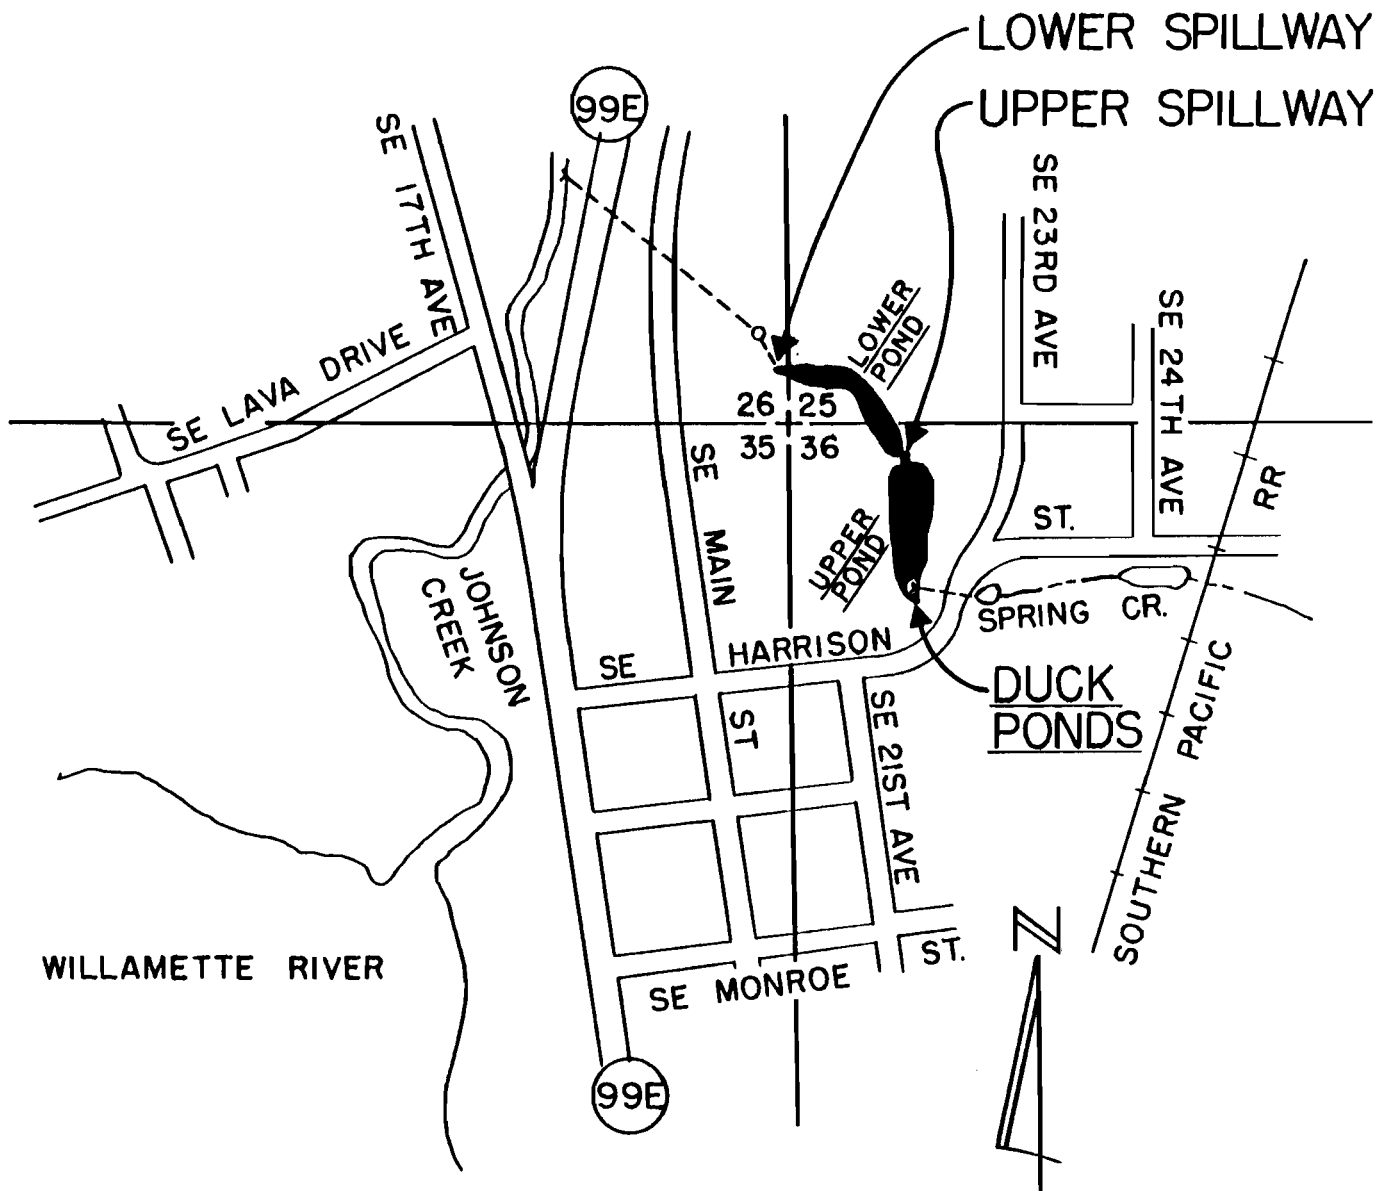 LOWER SPILLWAY
UPPER SPILLWAY
99E
SE 17TH AVE
SE 23RD AVE
SE 24TH AVE
LOWER
POND
SE LAVA DRIVE
26 25
35 36
SE MAIN ST
RR
ST.
UPPER
POND
JOHNSON
CREEK
SPRING CR.
SE HARRISON
DUCK
PONDS
SE 21ST AVE
SOUTHERN PACIFIC
WILLAMETTE RIVER
N
ST.
SE MONROE
99E